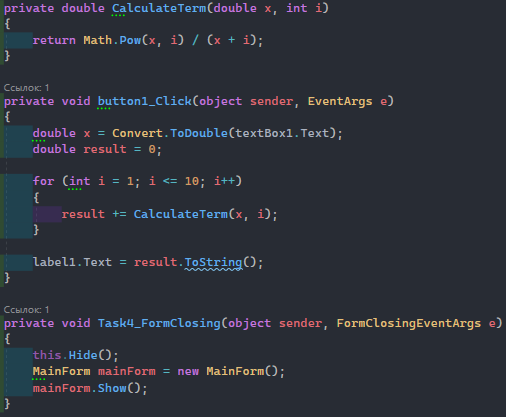 private double CalculateTerm(double x, int i)
{
    return Math.Pow(x, i) / (x + i);
}
Ссылок: 1
private void button1_Click(object sender, EventArgs e)
{
    double x = Convert.ToDouble(textBox1.Text);
    double result = 0;
    for (int i = 1; i <= 10; i++)
    {
        result += CalculateTerm(x, i);
    }
    label1.Text = result.ToString();
}
Ссылок: 1
private void Task4_FormClosing(object sender, FormClosingEventArgs e)
{
    this.Hide();
    MainForm mainForm = new MainForm();
    mainForm.Show();
}